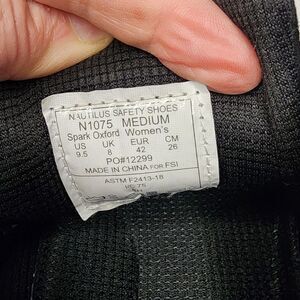 NAUTILUS SAFETY SHOES
N1075 MEDIUM
Spark Oxford Women's
US UK EUR CM
9.5 8 42 26
PO#12299
MADE IN CHINA FOR FSI
ASTM F2413-18